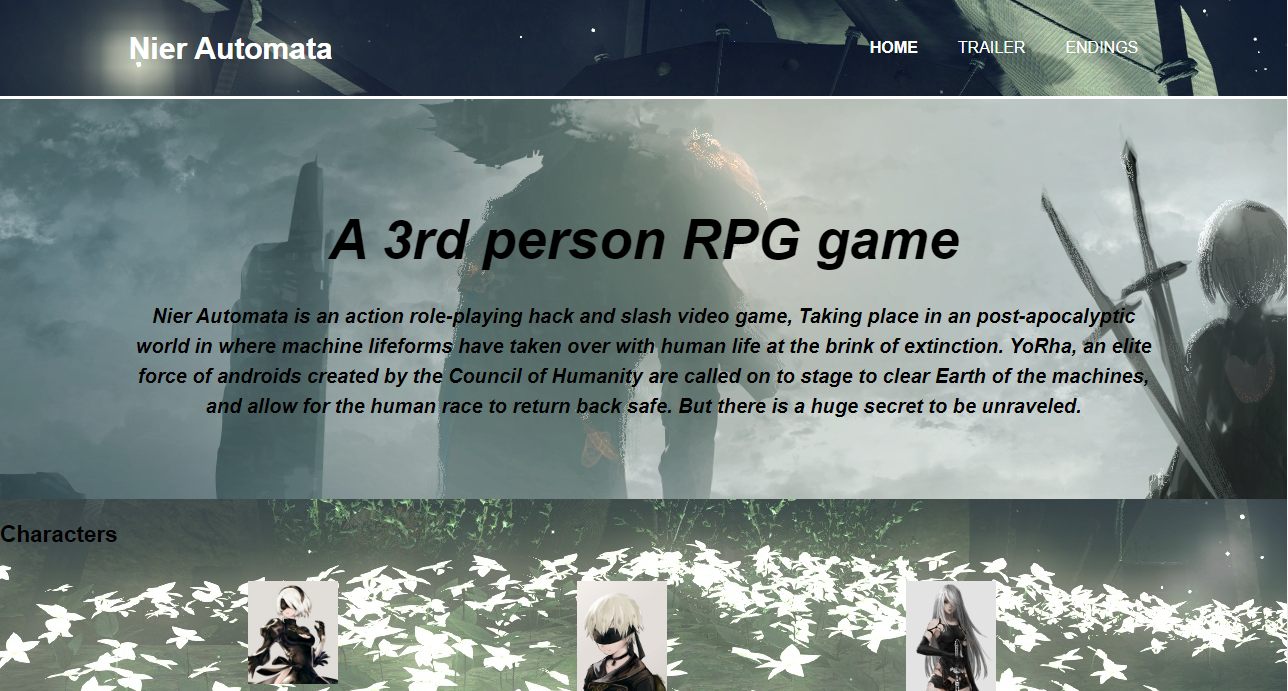 Nier Automata
HOME TRAILER ENDINGS
A 3rd person RPG game
Nier Automata is an action role-playing hack and slash video game, Taking place in an post-apocalyptic
world in where machine lifeforms have taken over with human life at the brink of extinction. YoRha, an elite
force of androids created by the Council of Humanity are called on to stage to clear Earth of the machines,
and allow for the human race to return back safe. But there is a huge secret to be unraveled.
Characters